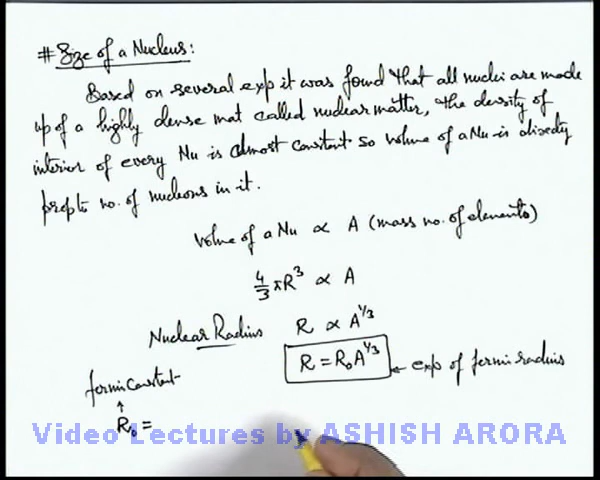 # Size of a Nucleus:
Based on several exp it was found that all nuclei are made
up of a highly dense mat called nuclear matter, the density of
interior of every Nu is almost constant so volume of a Nu is directly
prop to no. of nucleons in it.
Volume of a Nu ∝ A (mass no. of elements)
4/3 πR³ ∝ A
Nuclear Radius R ∝ A^1/3
R = R₀A^1/3 ← exp of fermi radius
fermi Constant
↑
R₀ =
Video Lectures by ASHISH ARORA